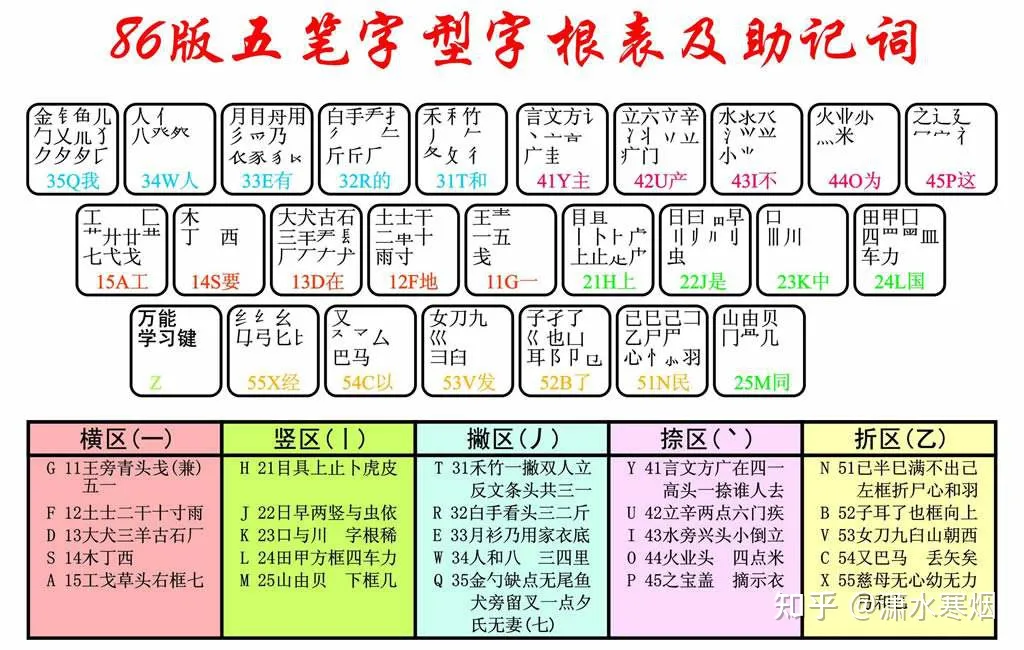 86版五笔字型字根表及助记词
金钅鱼儿
勹乂儿犭
35Q我
人亻
八
34W人
月目丹用
彡爫乃
33E有
白手龵扌
斤斤厂
32R的
禾竹
夂攵彳
31T和
言文方讠
丶亠
广圭
41Y主
立六立辛
冫丬丷
疒门
42U产
水氺
氵
小
43I不
火业
灬米
44O为
之辶廴
冖宀礻
45P这
工匚
艹廾廿
七弋戈
15A工
木
丁 西
14S要
大犬古石
三羊
厂
13D在
土士干
二十
雨寸
12F地
王
一五
戋
11G一
目且
丨卜
上止
21H上
日曰早
刂
虫
22J是
口
川
23K中
田甲囗
四罒皿
车力
24L国
万能
学习键
Z
纟幺
弓匕
55X经
又
龴厶
巴马
54C以
女刀九
巛
彐臼
53V发
子孑了
巜也凵
耳阝卩㔾
52B了
已巳己コ
乙尸
心忄羽
51N民
山由贝
冂几
25M同
横区(一)
竖区(丨)
撇区(丿)
捺区(丶)
折区(乙)
G 11王旁青头戋(兼)
五一
F 12土士二干十寸雨
D 13大犬三羊古石厂
S 14木丁西
A 15工戈草头右框七
H 21目具上止卜虎皮
J 22日早两竖与虫依
K 23口与川 字根稀
L 24田甲方框四车力
M 25山由贝 下框几
T 31禾竹一撇双人立
反文条头共三一
R 32白手看头三二斤
E 33月衫乃用家衣底
W 34人和八 三四里
Q 35金勺缺点无尾鱼
犬旁留叉一点夕
氏无妻(七)
Y 41言文方广在四一
高头一捺谁人去
U 42立辛两点六门疾
I 43水旁兴头小倒立
O 44火业头 四点米
P 45之宝盖 摘示衣
N 51已半巳满不出己
左框折尸心和羽
B 52子耳了也框向上
V 53女刀九臼山朝西
C 54又巴马 丢矢矣
X 55慈母无心幼无力
知乎 @潇水寒烟